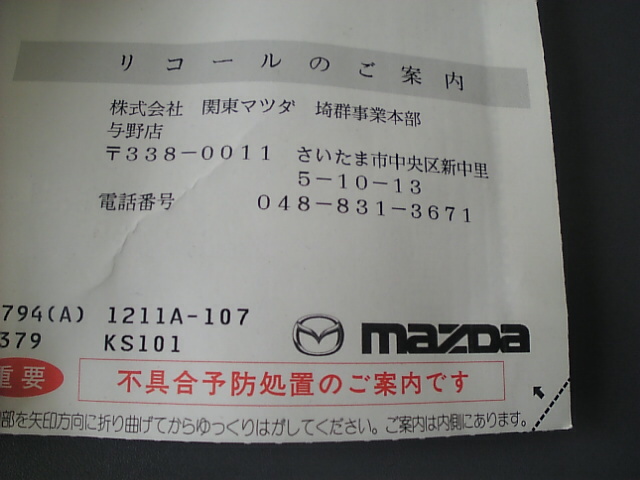 リコールのご案内
株式会社 関東マツダ 埼群事業本部
与野店
〒338-0011 さいたま市中央区新中里
5-10-13
電話番号 048-831-3671
794(A) 1211A-107
379 KS101
mazda
重要 不具合予防処置のご案内です
部を矢印方向に折り曲げてからゆっくりはがしてください。ご案内は内側にあります。